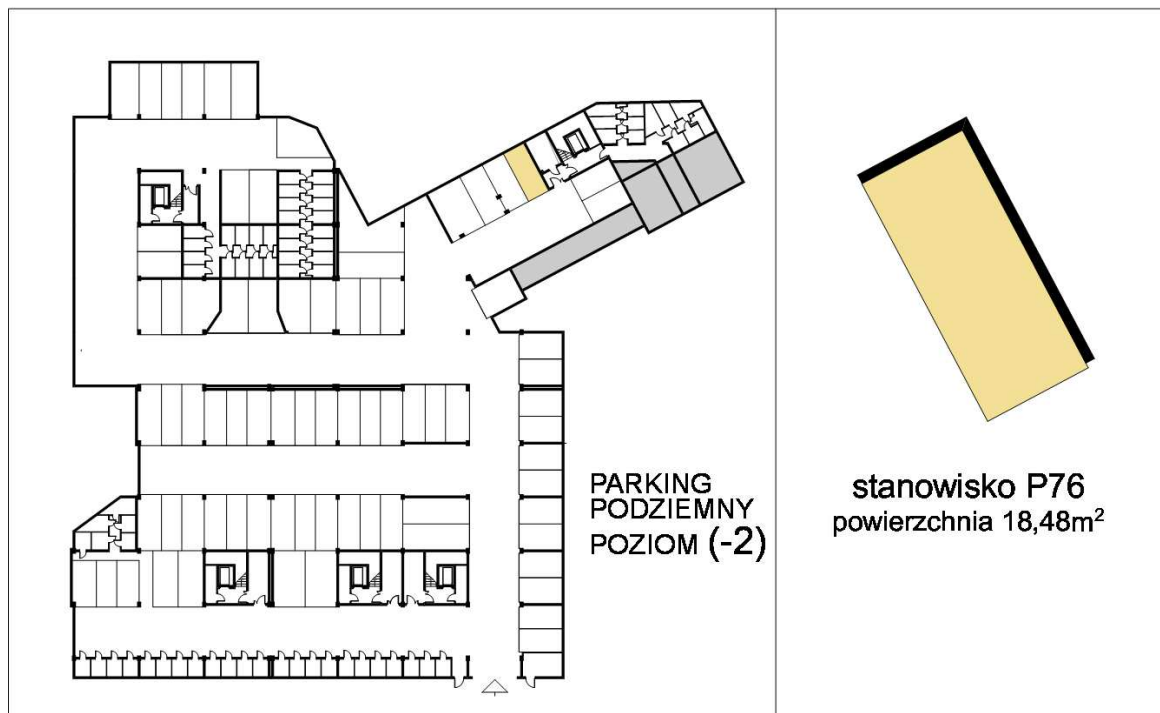 PARKING
PODZIEMNY
POZIOM (-2)
stanowisko P76
powierzchnia 18,48m²